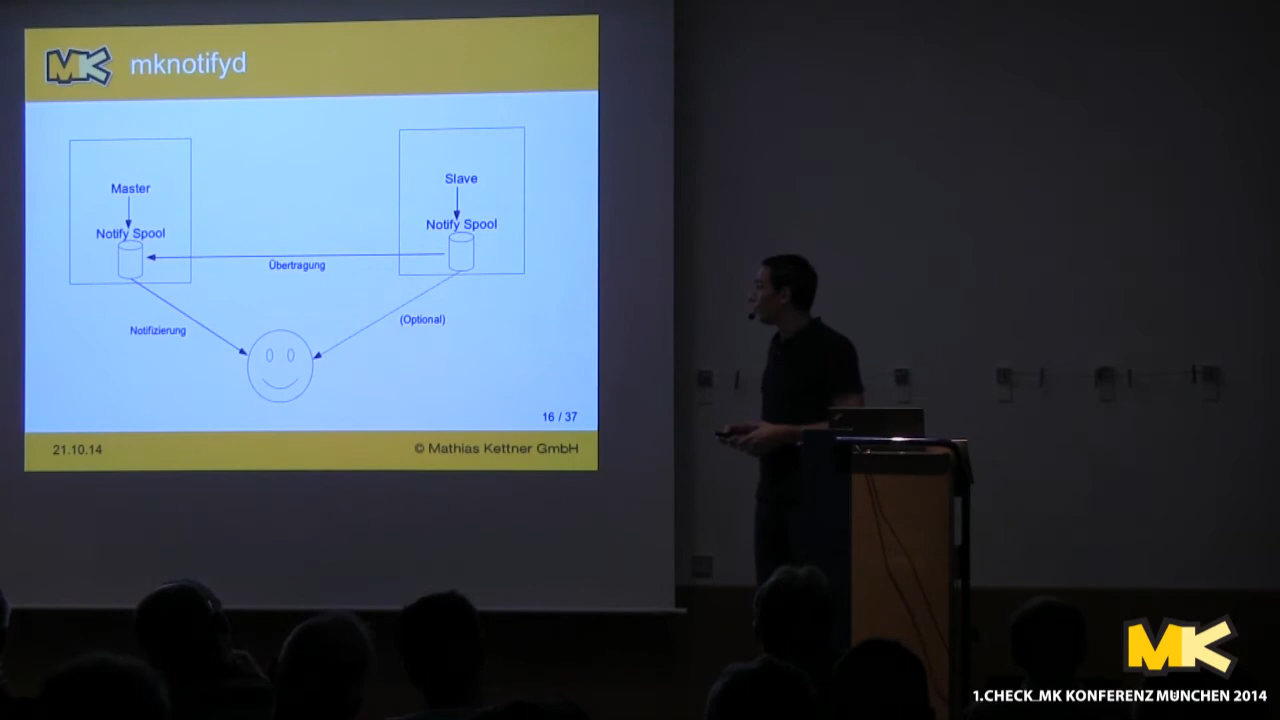 MK mknotifyd
Master
Notify Spool
Slave
Notify Spool
Übertragung
Notifizierung
(Optional)
16 / 37
21.10.14
© Mathias Kettner GmbH
MK
1.CHECK_MK KONFERENZ MÜNCHEN 2014